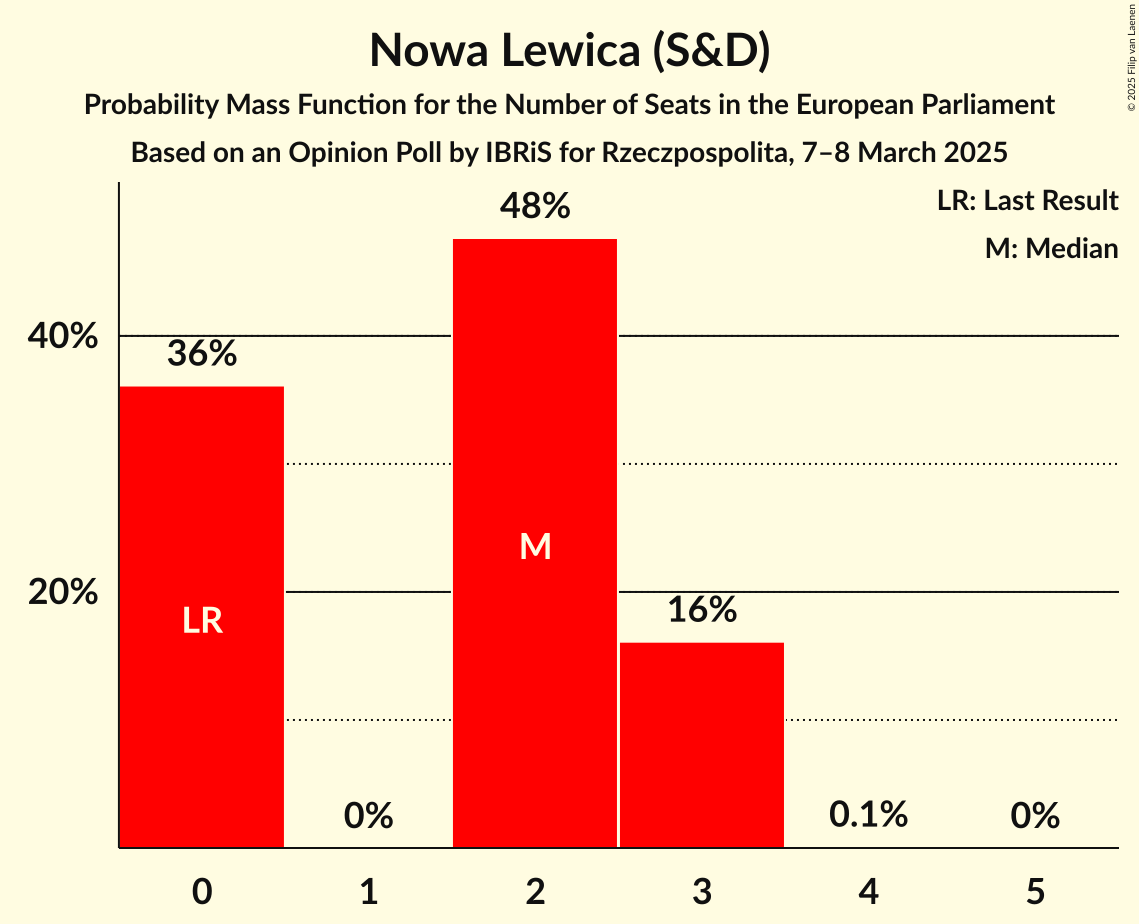 Nowa Lewica (S&D)
Probability Mass Function for the Number of Seats in the European Parliament
Based on an Opinion Poll by IBRiS for Rzeczpospolita, 7–8 March 2025
© 2025 Filip van Laenen
LR: Last Result
M: Median
48%
40%
36%
M
20%
16%
LR
0%
0.1%
0%
0 1 2 3 4 5